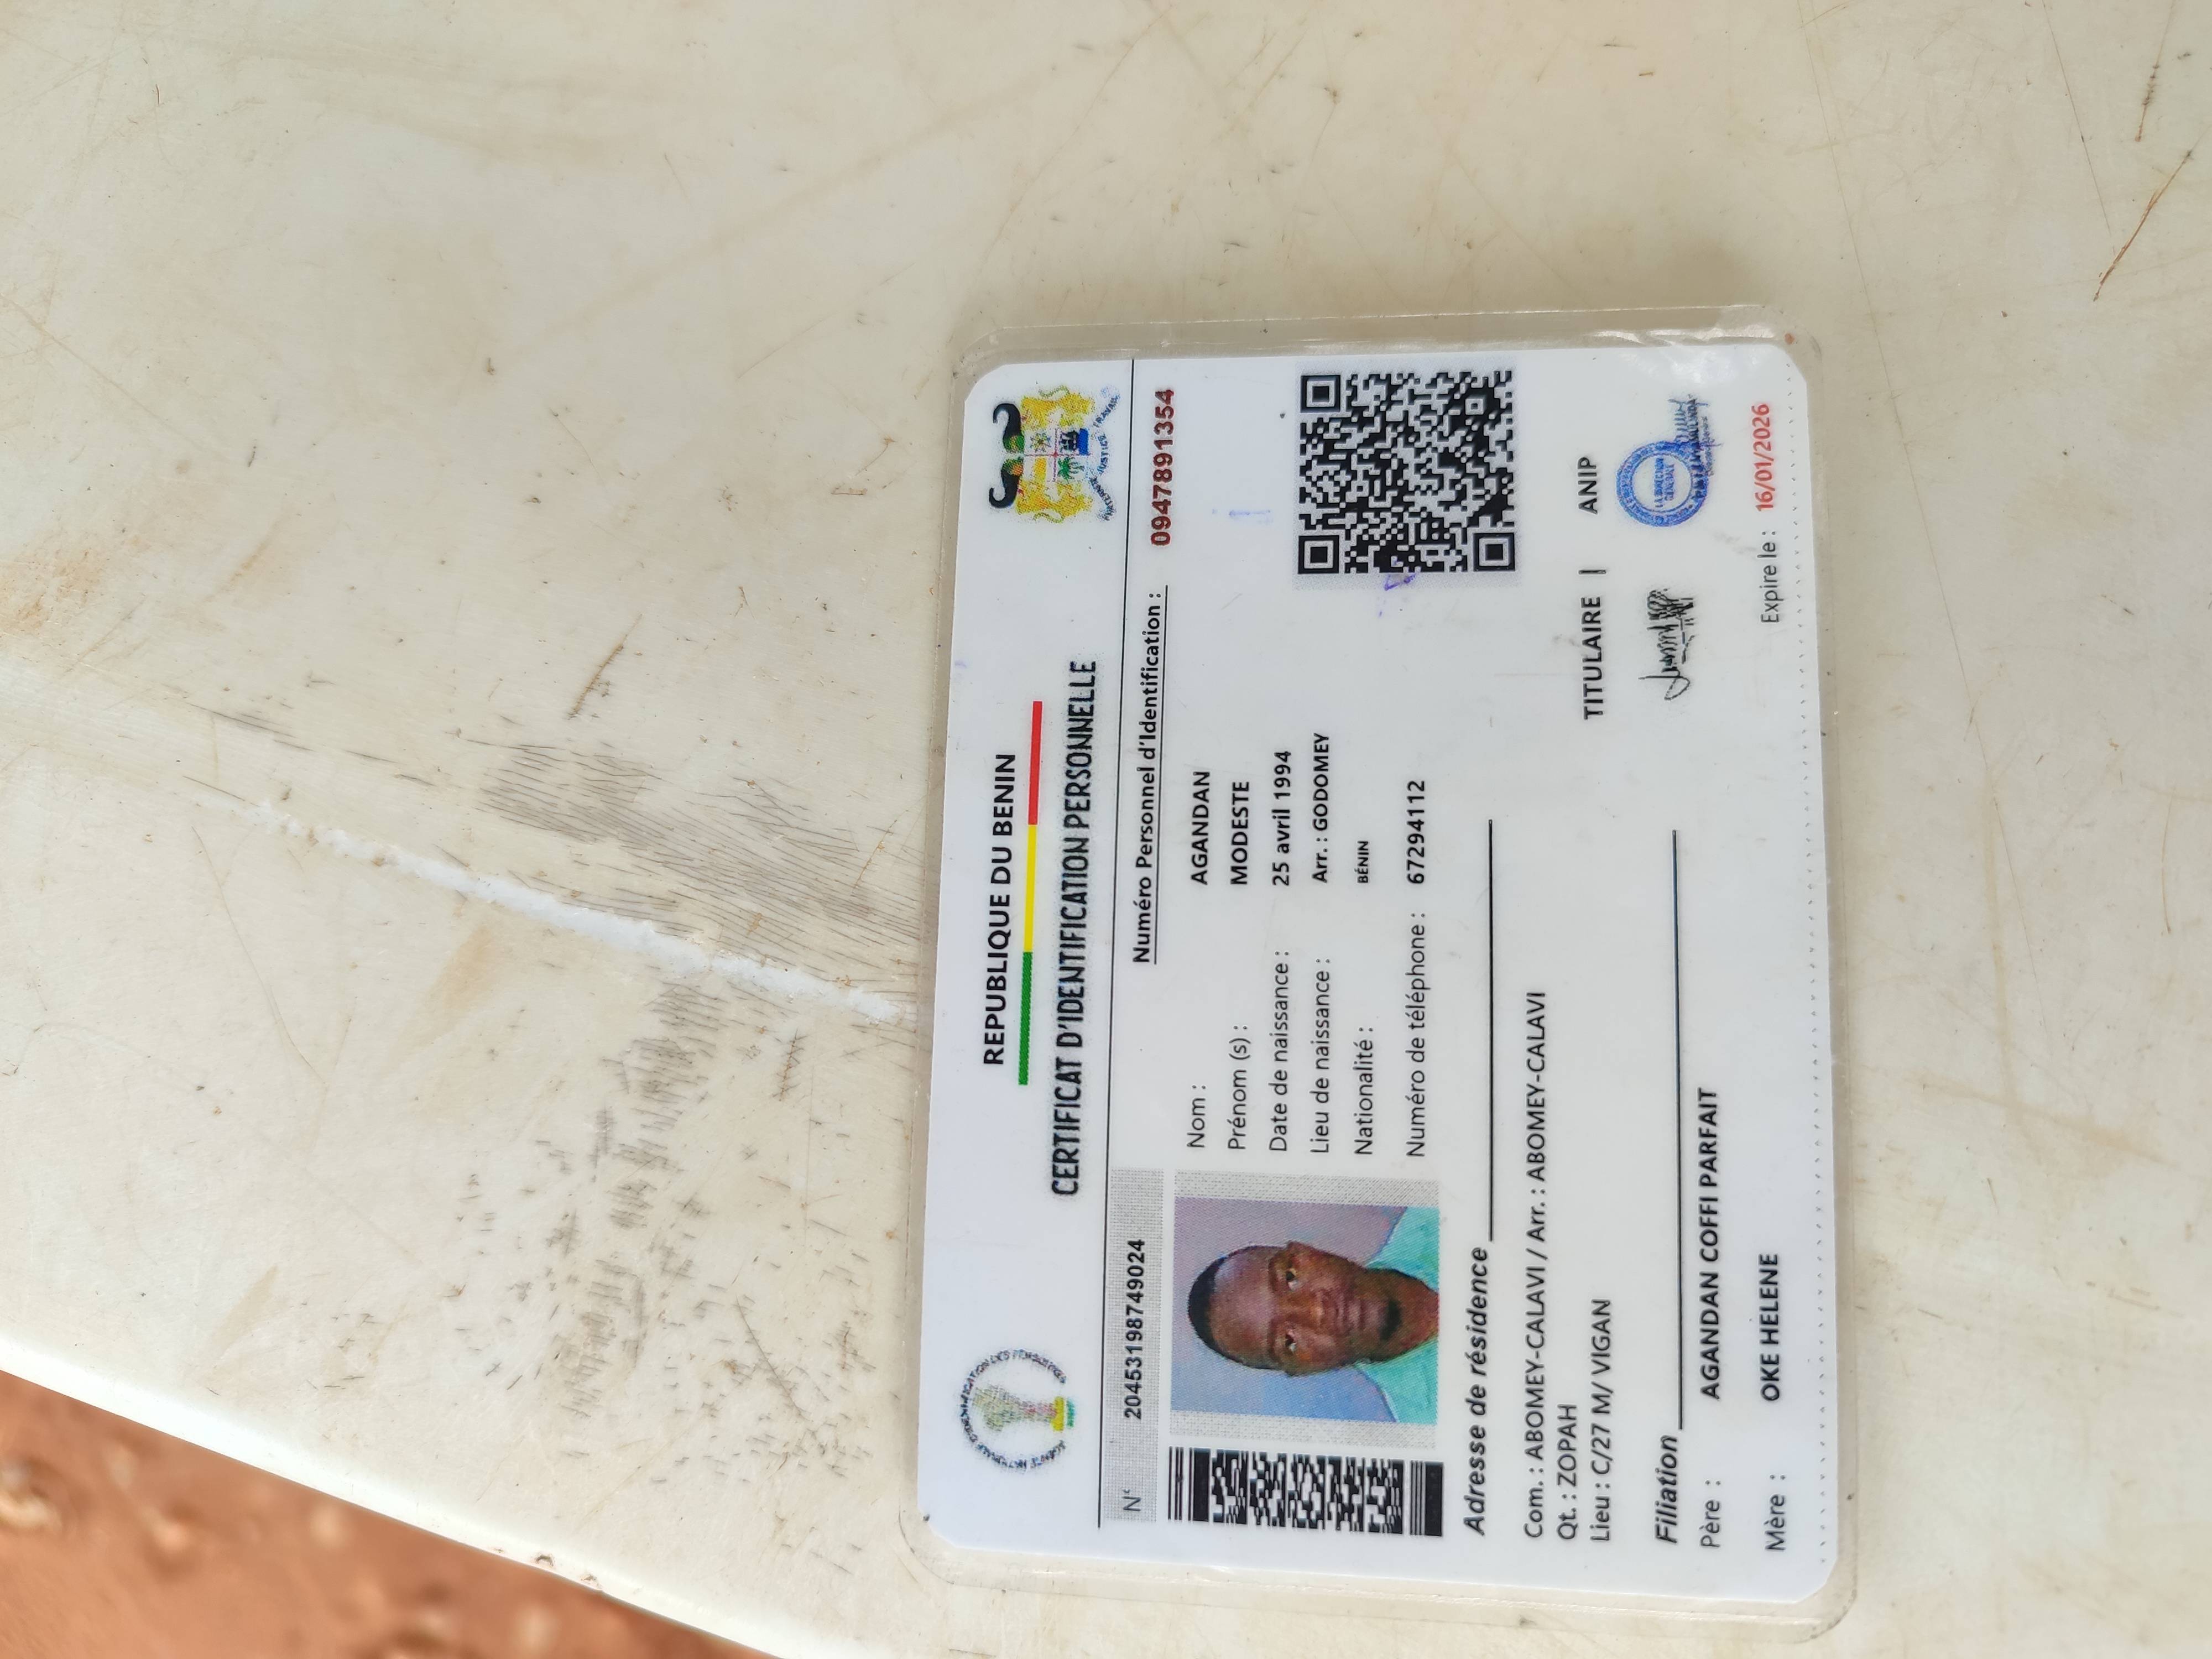 REPUBLIQUE DU BENIN
CERTIFICAT D'IDENTIFICATION PERSONNELLE
FRATERNITE JUSTICE TRAVAIL
N° 20453198749024
Numéro Personnel d'Identification : 0947891354
Nom : AGANDAN
Prénom (s) : MODESTE
Date de naissance : 25 avril 1994
Lieu de naissance : Arr. : GODOMEY
Nationalité : BÉNIN
Numéro de téléphone : 67294112
Adresse de résidence
Com. : ABOMEY-CALAVI / Arr. : ABOMEY-CALAVI
Qt. : ZOPAH
Lieu : C/27 M/ VIGAN
TITULAIRE | ANIP
Filiation
Père : AGANDAN COFFI PARFAIT
Mère : OKE HELENE
Expire le : 16/01/2026